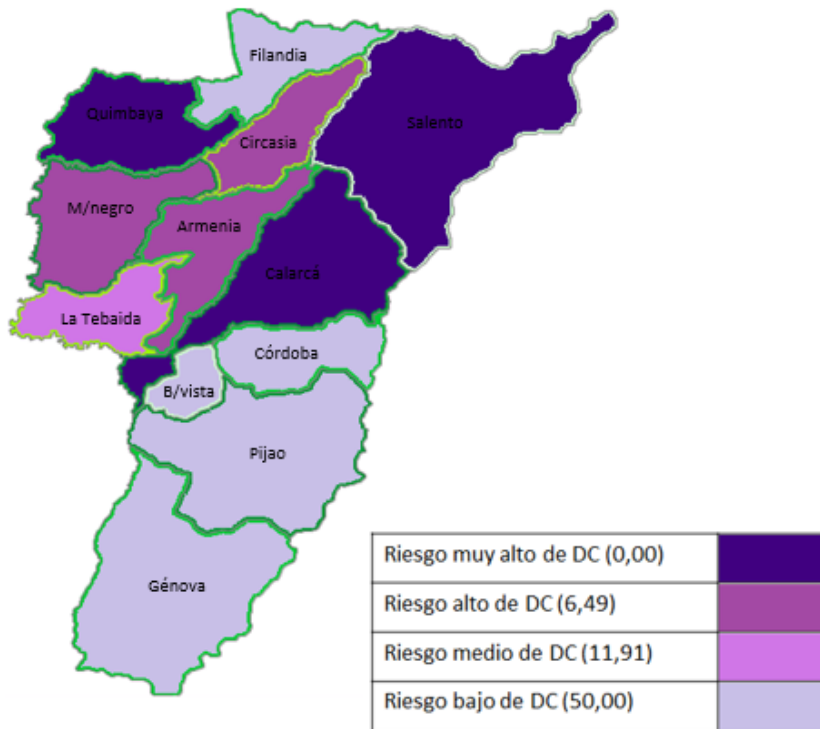 Filandia
Quimbaya
Salento
Circasia
M/negro
Armenia
Calarcá
La Tebaida
Córdoba
B/vista
Pijao
Génova
Riesgo muy alto de DC (0,00)
Riesgo alto de DC (6,49)
Riesgo medio de DC (11,91)
Riesgo bajo de DC (50,00)